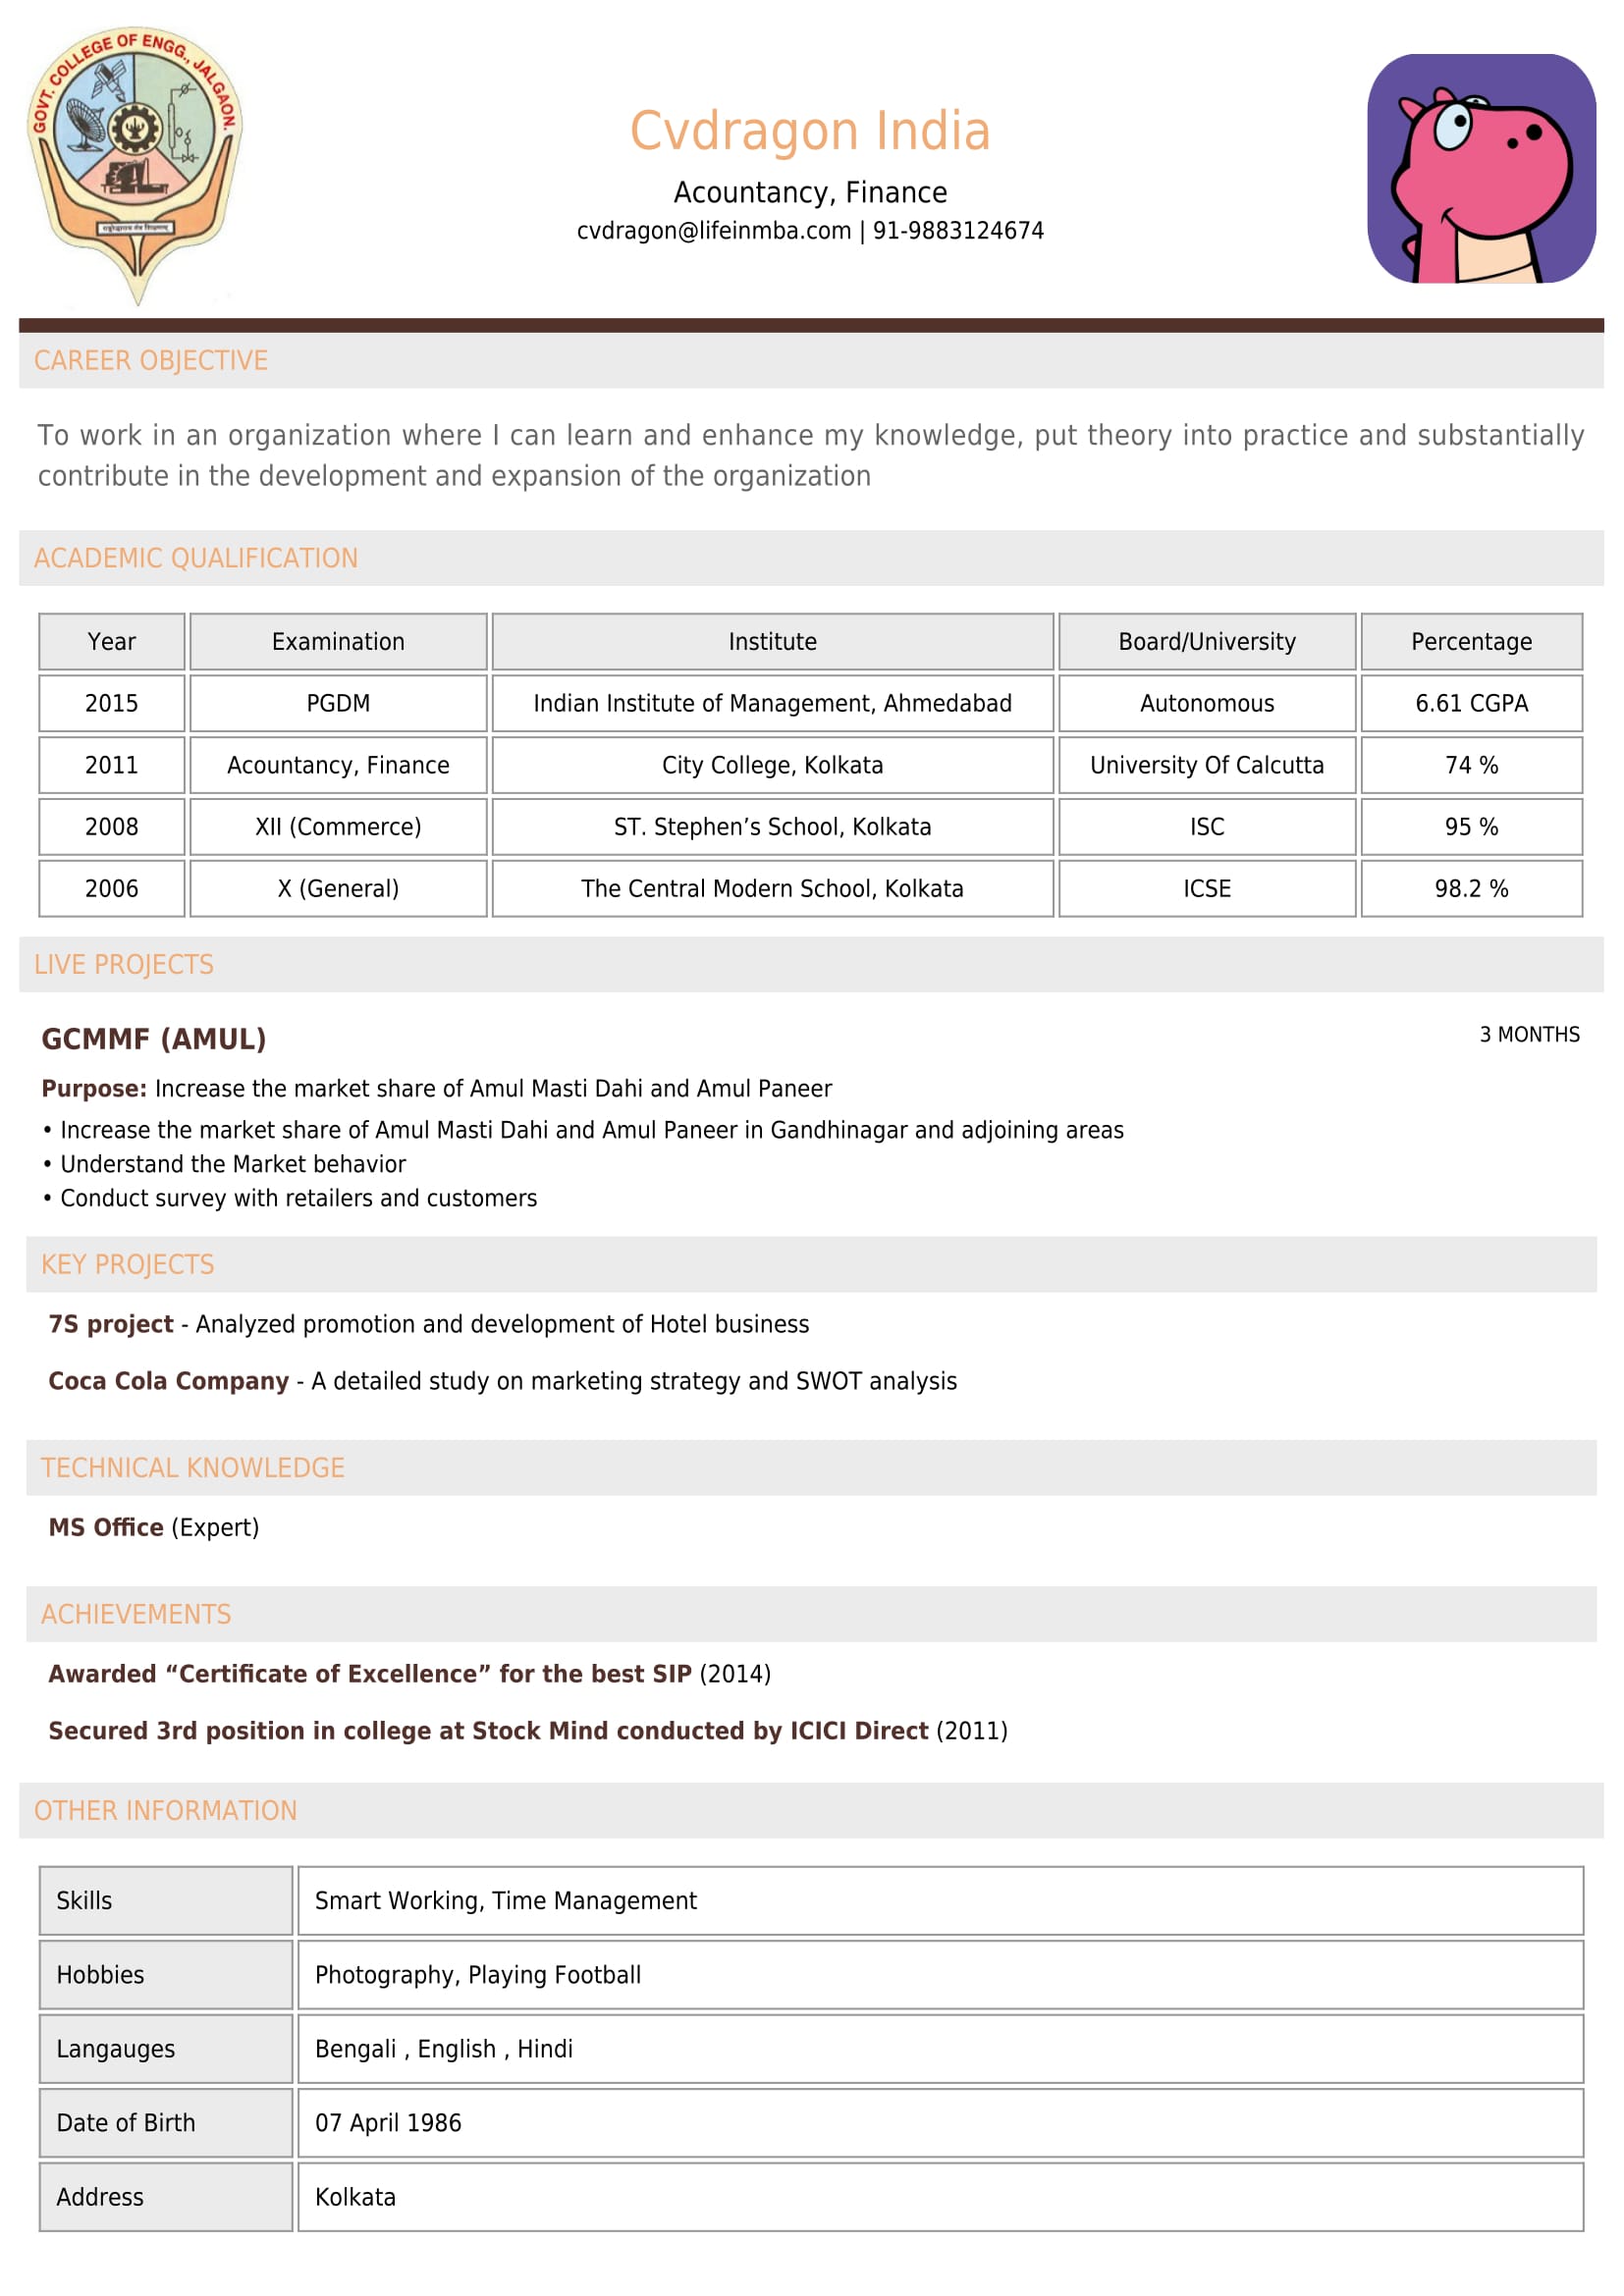 GOVT. COLLEGE OF ENGG., JALGAON.
Cvdragon India
Acountancy, Finance
cvdragon@lifeinmba.com | 91-9883124674
CAREER OBJECTIVE
To work in an organization where I can learn and enhance my knowledge, put theory into practice and substantially
contribute in the development and expansion of the organization
ACADEMIC QUALIFICATION
Year Examination Institute Board/University Percentage
2015 PGDM Indian Institute of Management, Ahmedabad Autonomous 6.61 CGPA
2011 Acountancy, Finance City College, Kolkata University Of Calcutta 74 %
2008 XII (Commerce) ST. Stephen’s School, Kolkata ISC 95 %
2006 X (General) The Central Modern School, Kolkata ICSE 98.2 %
LIVE PROJECTS
GCMMF (AMUL) 3 MONTHS
Purpose: Increase the market share of Amul Masti Dahi and Amul Paneer
• Increase the market share of Amul Masti Dahi and Amul Paneer in Gandhinagar and adjoining areas
• Understand the Market behavior
• Conduct survey with retailers and customers
KEY PROJECTS
7S project - Analyzed promotion and development of Hotel business
Coca Cola Company - A detailed study on marketing strategy and SWOT analysis
TECHNICAL KNOWLEDGE
MS Office (Expert)
ACHIEVEMENTS
Awarded “Certificate of Excellence” for the best SIP (2014)
Secured 3rd position in college at Stock Mind conducted by ICICI Direct (2011)
OTHER INFORMATION
Skills Smart Working, Time Management
Hobbies Photography, Playing Football
Langauges Bengali , English , Hindi
Date of Birth 07 April 1986
Address Kolkata